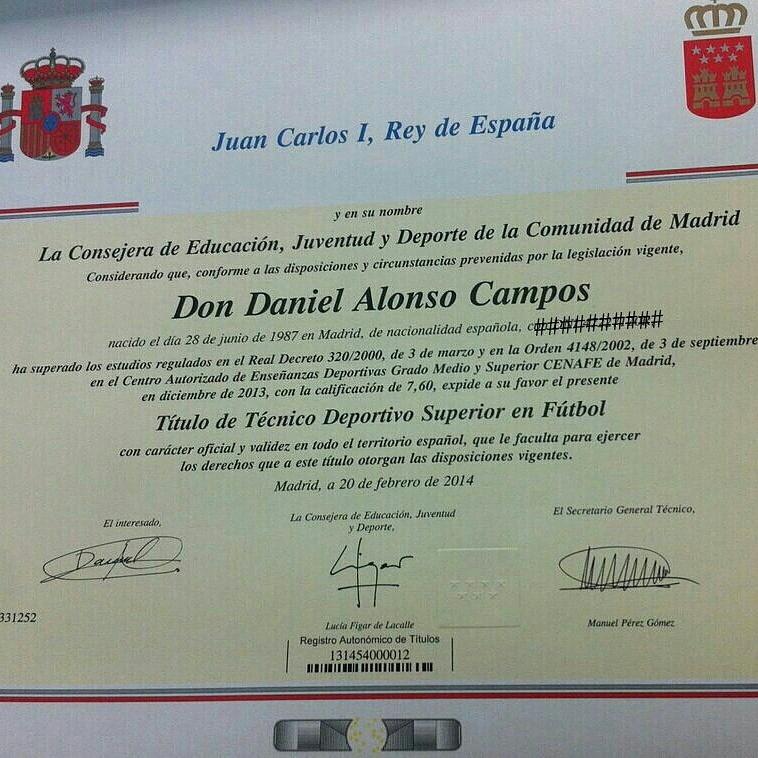 Juan Carlos I, Rey de España
y en su nombre
La Consejera de Educación, Juventud y Deporte de la Comunidad de Madrid
Considerando que, conforme a las disposiciones y circunstancias prevenidas por la legislación vigente,
Don Daniel Alonso Campos
nacido el día 28 de junio de 1987 en Madrid, de nacionalidad española, c##########
ha superado los estudios regulados en el Real Decreto 320/2000, de 3 de marzo y en la Orden 4148/2002, de 3 de septiembre
en el Centro Autorizado de Enseñanzas Deportivas Grado Medio y Superior CENAFE de Madrid,
en diciembre de 2013, con la calificación de 7,60, expide a su favor el presente
Título de Técnico Deportivo Superior en Fútbol
con carácter oficial y validez en todo el territorio español, que le faculta para ejercer
los derechos que a este título otorgan las disposiciones vigentes.
Madrid, a 20 de febrero de 2014
El interesado,
La Consejera de Educación, Juventud
y Deporte,
El Secretario General Técnico,
Daniel
Figar
331252
Lucía Figar de Lacalle
Manuel Pérez Gómez
Registro Autonómico de Títulos
131454000012